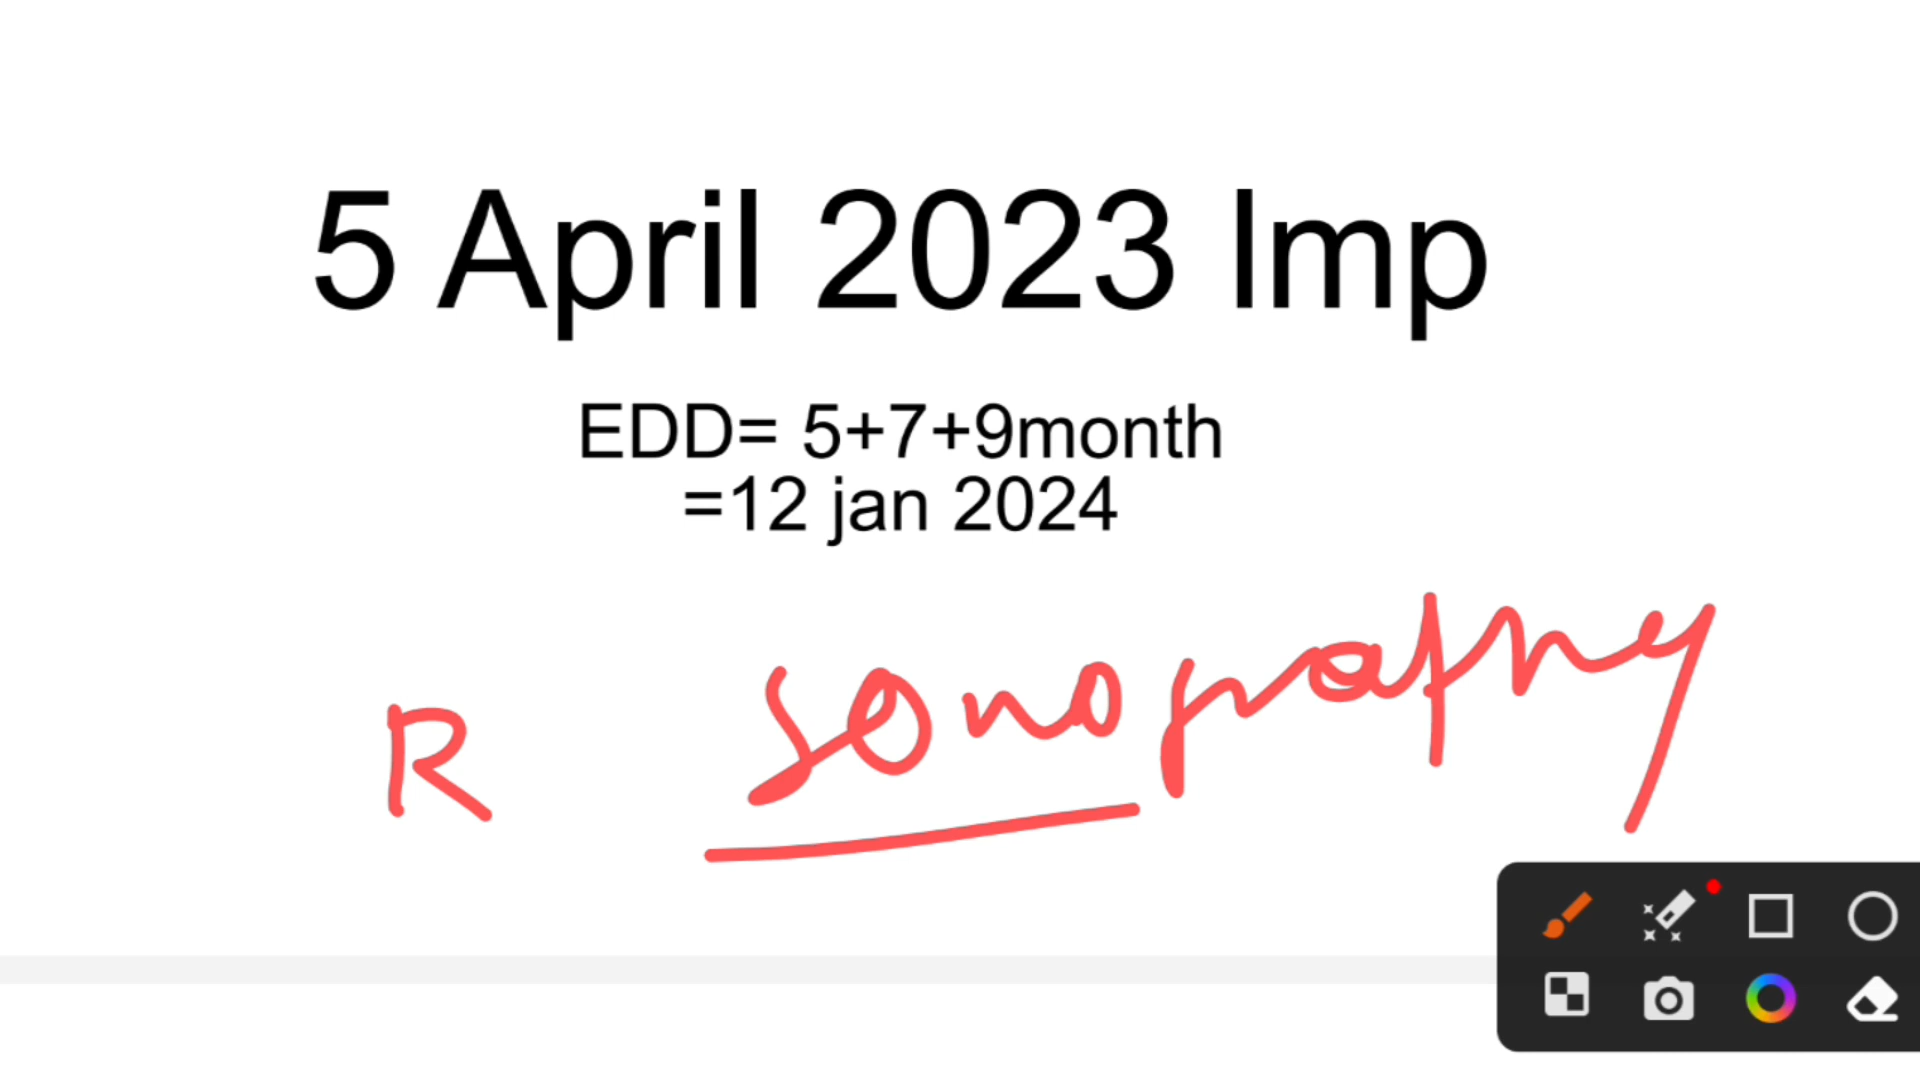 5 April 2023 lmp
EDD= 5+7+9month
=12 jan 2024
R sonography